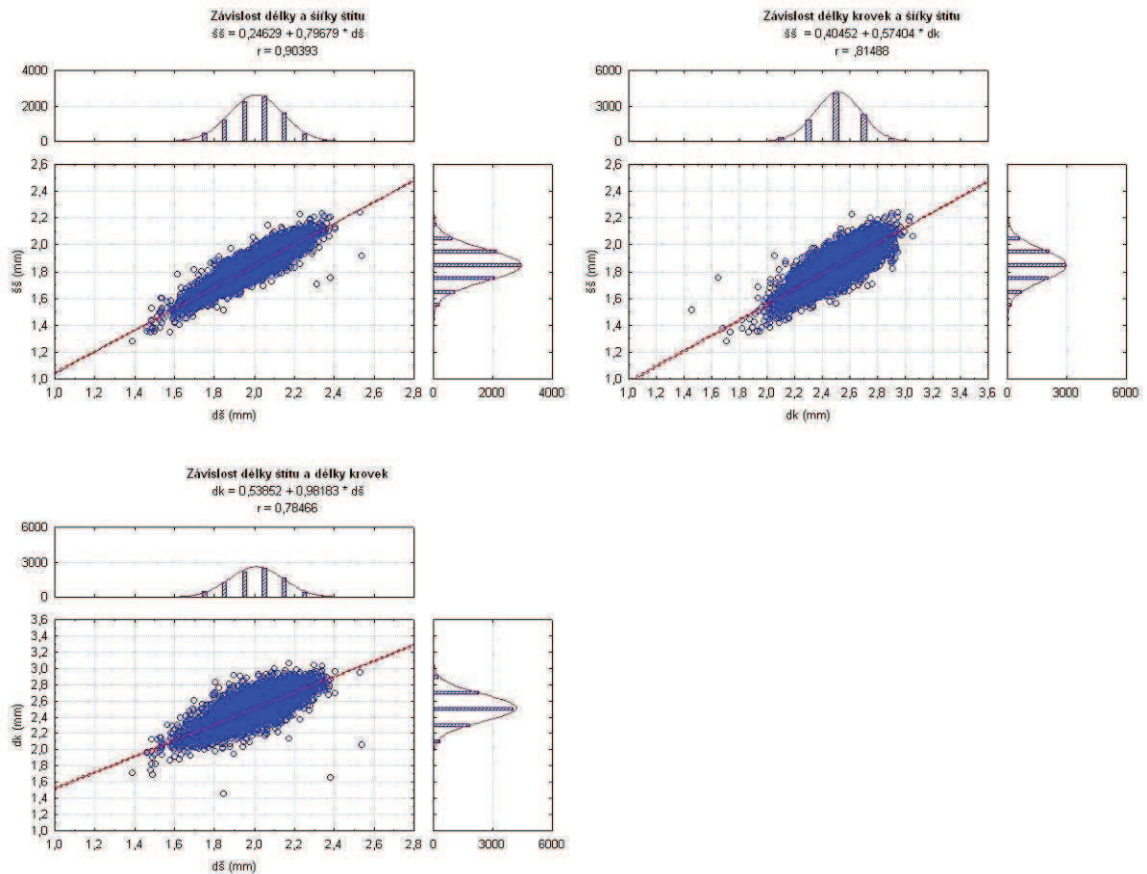 Závislost délky a šířky štítu
šš = 0,24629 + 0,79679 * dš
r = 0,90393
4000
2000
0
2,6
2,4
2,2
2,0
1,8
1,6
1,4
1,2
1,0
šš (mm)
1,0 1,2 1,4 1,6 1,8 2,0 2,2 2,4 2,6 2,8
dš (mm)
0 2000 4000
Závislost délky krovek a šířky štítu
šš = 0,40452 + 0,57404 * dk
r = ,81488
6000
3000
0
2,6
2,4
2,2
2,0
1,8
1,6
1,4
1,2
1,0
šš (mm)
1,0 1,2 1,4 1,6 1,8 2,0 2,2 2,4 2,6 2,8 3,0 3,2 3,4 3,6
dk (mm)
0 3000 6000
Závislost délky štítu a délky krovek
dk = 0,53852 + 0,98183 * dš
r = 0,78466
6000
3000
0
3,6
3,4
3,2
3,0
2,8
2,6
2,4
2,2
2,0
1,8
1,6
1,4
1,2
1,0
dk (mm)
1,0 1,2 1,4 1,6 1,8 2,0 2,2 2,4 2,6 2,8
dš (mm)
0 3000 6000